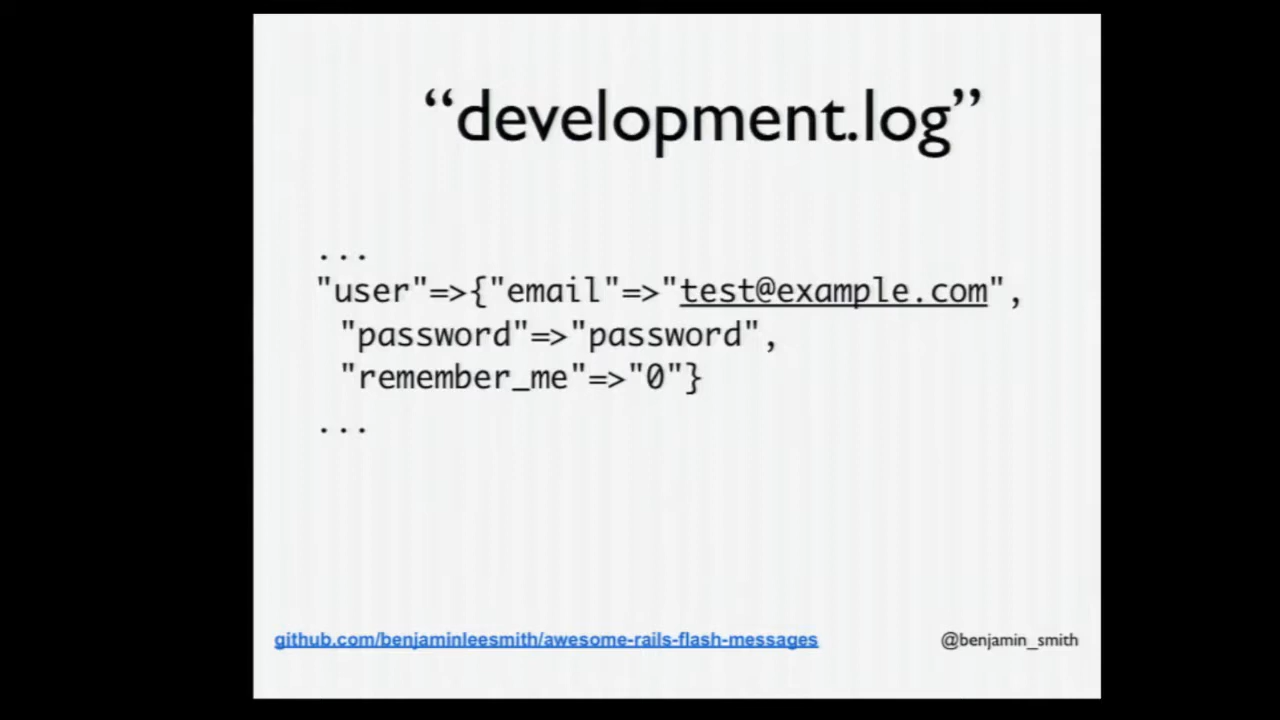 “development.log”
...
"user"=>{"email"=>"test@example.com",
"password"=>"password",
"remember_me"=>"0"}
...
github.com/benjaminleesmith/awesome-rails-flash-messages
@benjamin_smith